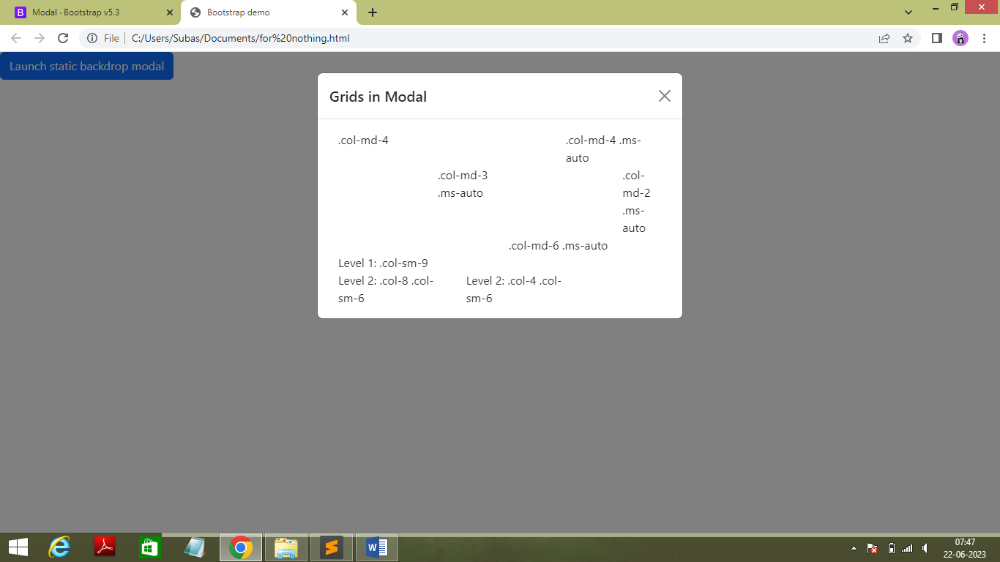 Modal · Bootstrap v5.3
Bootstrap demo
File
C:/Users/Subas/Documents/for%20nothing.html
Launch static backdrop modal
Grids in Modal
.col-md-4
.col-md-4 .ms-
auto
.col-md-3
.ms-auto
.col-
md-2
.ms-
auto
.col-md-6 .ms-auto
Level 1: .col-sm-9
Level 2: .col-8 .col-
sm-6
Level 2: .col-4 .col-
sm-6
07:47
22-06-2023